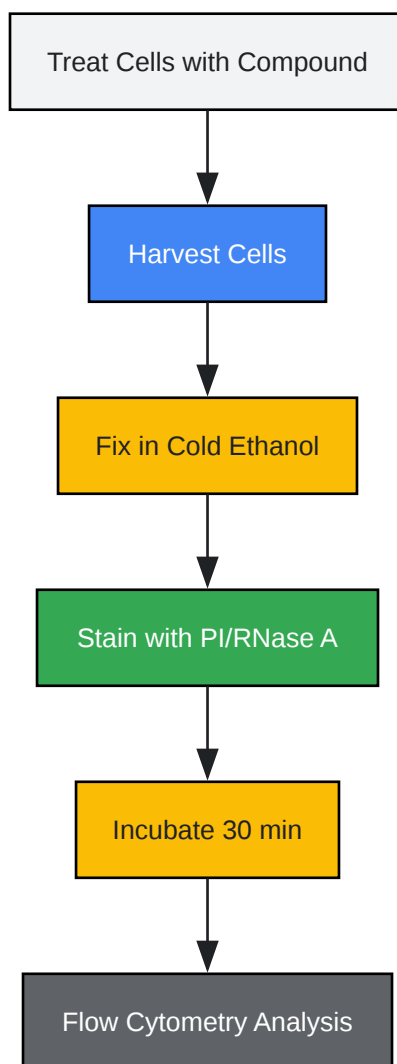 Treat Cells with Compound
Harvest Cells
Fix in Cold Ethanol
Stain with PI/RNase A
Incubate 30 min
Flow Cytometry Analysis